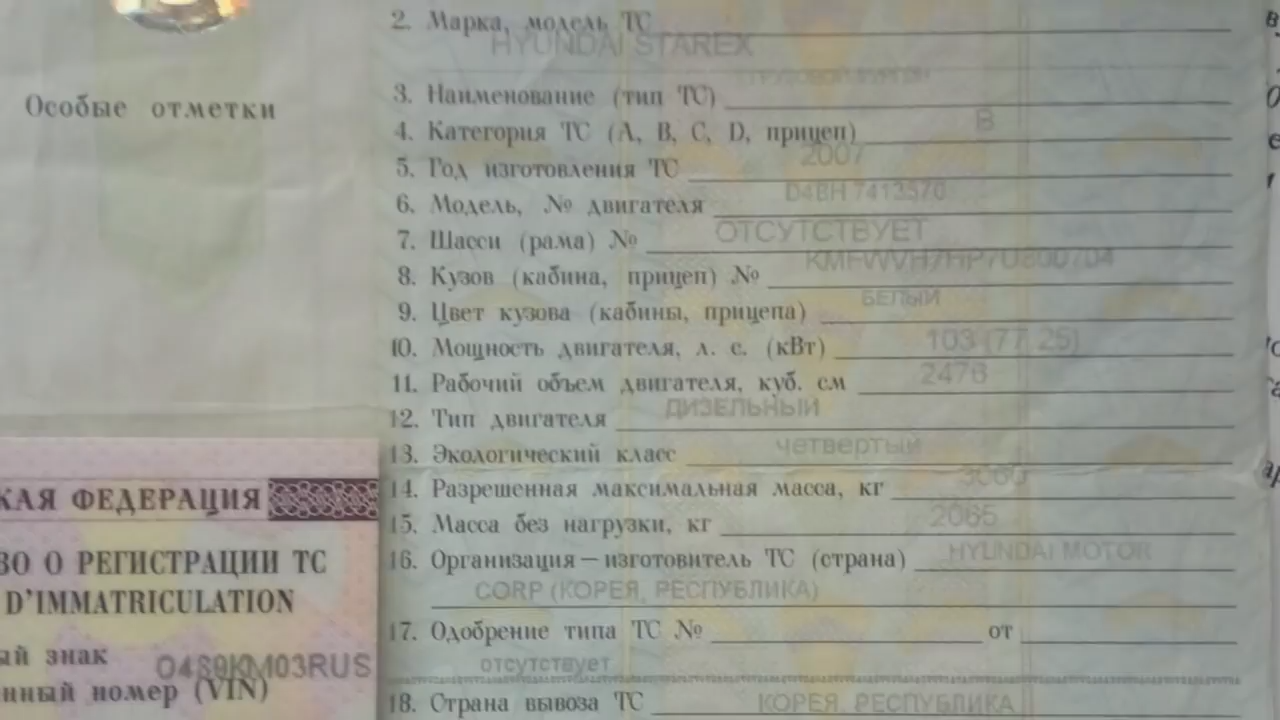 2. Марка, модель ТС
HYUNDAI STAREX
Особые отметки
3. Наименование (тип ТС) ГРУЗОВОЙ ФУРГОН
4. Категория ТС (А, В, С, D, прицеп) В
5. Год изготовления ТС 2007
6. Модель, № двигателя D4BH 7413370
7. Шасси (рама) № ОТСУТСТВУЕТ
8. Кузов (кабина, прицеп) №
9. Цвет кузова (кабины, прицепа) БЕЛЫЙ
10. Мощность двигателя, л. с. (кВт) 103 (77.25)
11. Рабочий объем двигателя, куб. см 2476
12. Тип двигателя ДИЗЕЛЬНЫЙ
13. Экологический класс четвертый
14. Разрешенная максимальная масса, кг
15. Масса без нагрузки, кг 2065
16. Организация – изготовитель ТС (страна) HYUNDAI MOTOR
CORP (КОРЕЯ, РЕСПУБЛИКА)
17. Одобрение типа ТС № от
отсутствует
18. Страна вывоза ТС КОРЕЯ, РЕСПУБЛИКА
КАЯ ФЕДЕРАЦИЯ
ВО О РЕГИСТРАЦИИ ТС
D'IMMATRICULATION
ый знак О489КМ03RUS
нный номер (VIN)